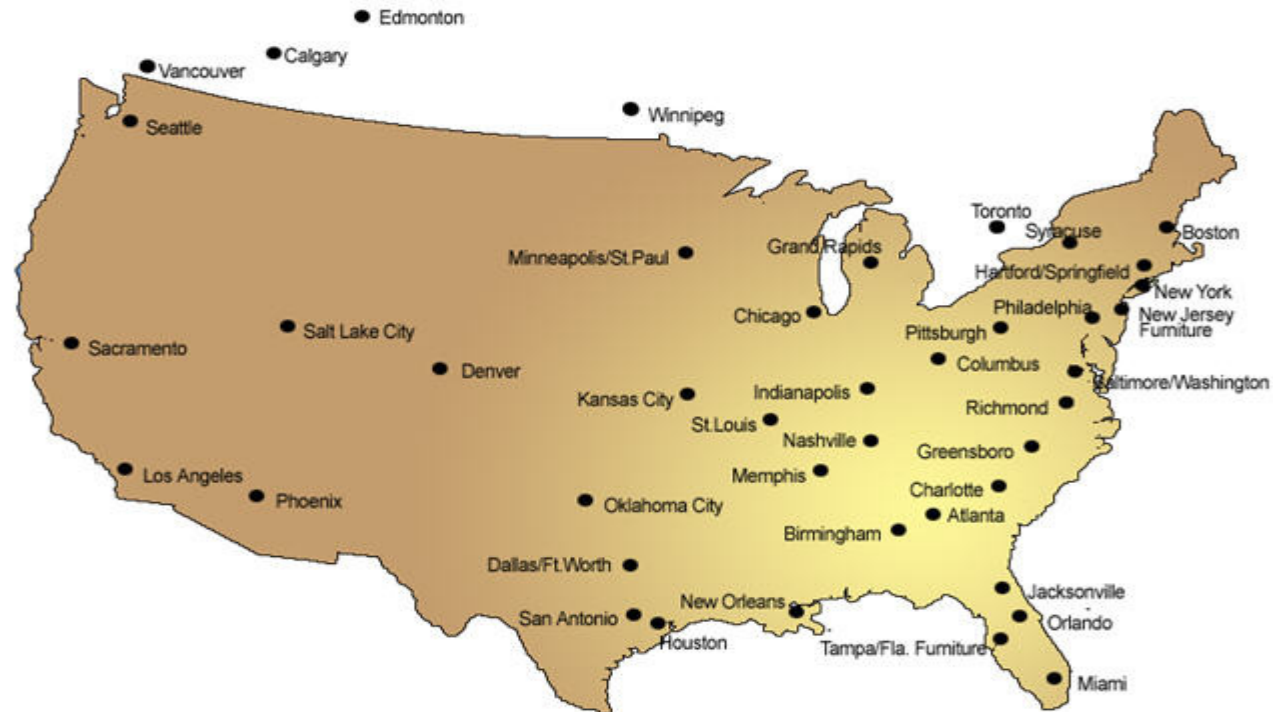 Edmonton
Calgary
Vancouver
Winnipeg
Seattle
Toronto
Syracuse
Boston
Grand Rapids
Minneapolis/St.Paul
Hartford/Springfield
New York
Philadelphia
New Jersey
Furniture
Chicago
Pittsburgh
Salt Lake City
Sacramento
Columbus
Denver
Baltimore/Washington
Indianapolis
Kansas City
Richmond
St.Louis
Nashville
Greensboro
Memphis
Los Angeles
Charlotte
Phoenix
Oklahoma City
Atlanta
Birmingham
Dallas/Ft.Worth
Jacksonville
New Orleans
San Antonio
Orlando
Houston
Tampa/Fla. Furniture
Miami